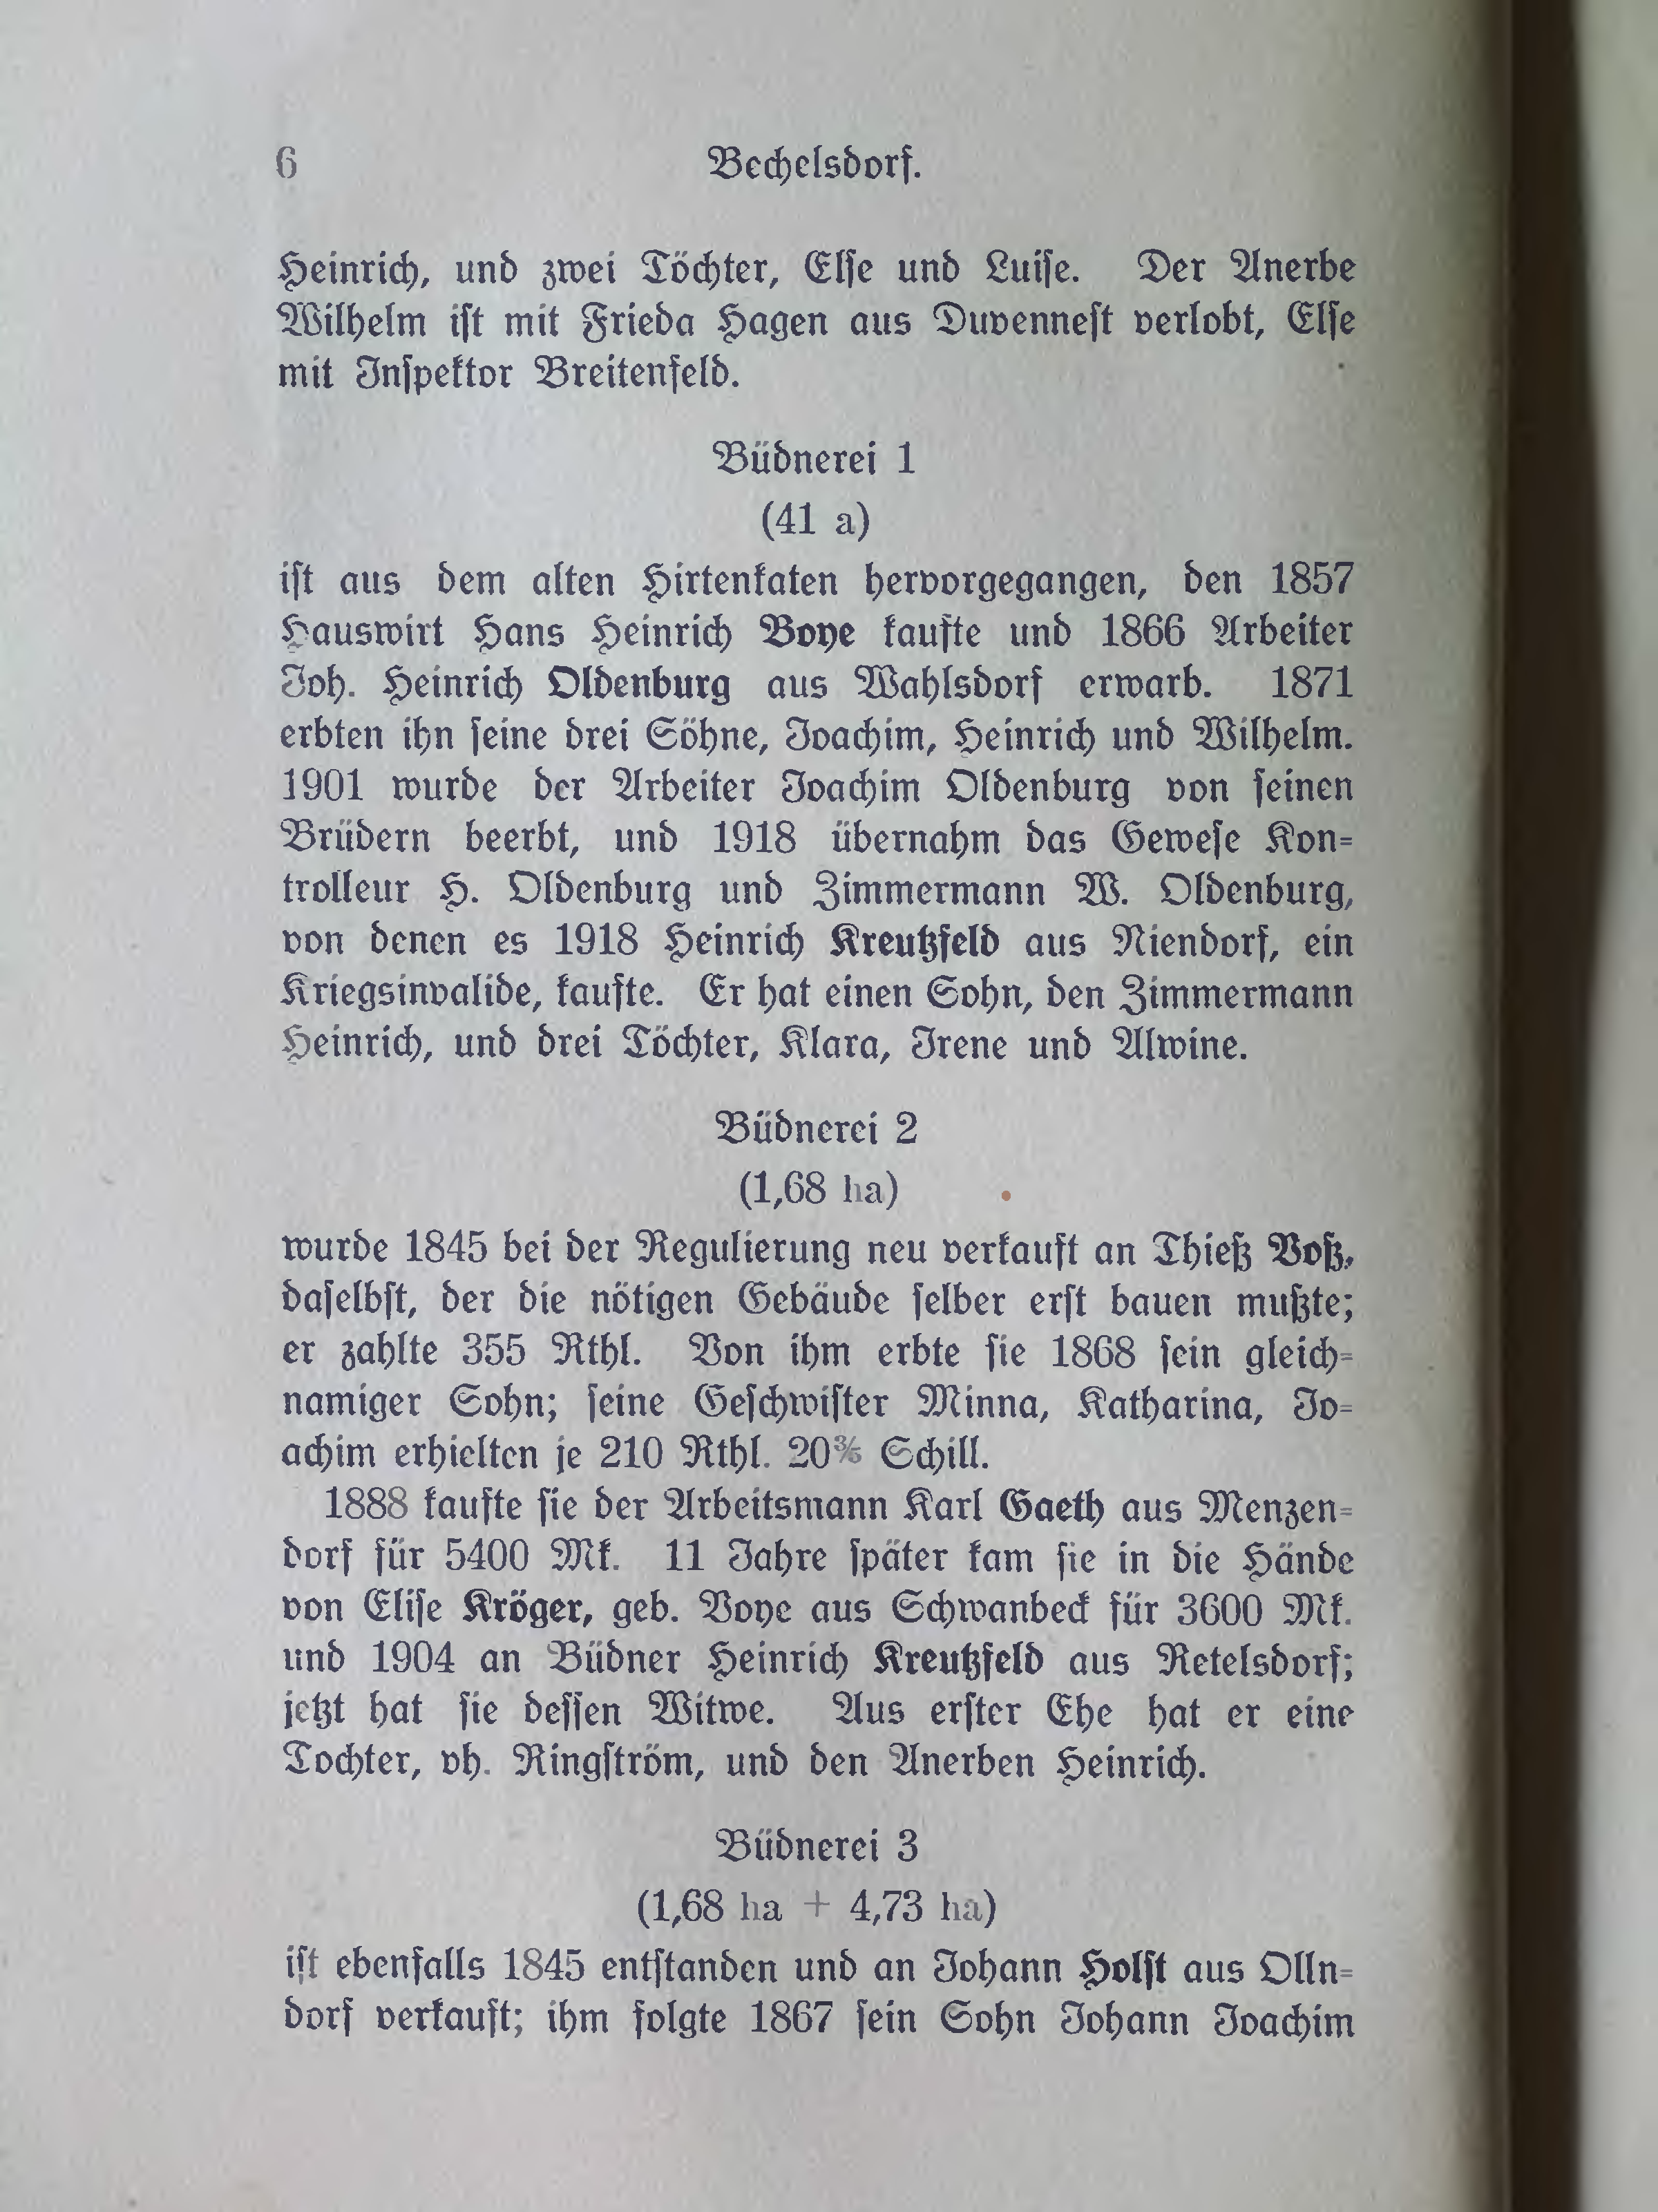 6 Bechelsdorf.
Heinrich, und zwei Töchter, Else und Luise. Der Anerbe
Wilhelm ist mit Frieda Hagen aus Duvennest verlobt, Else
mit Inspektor Breitenfeld.
Büdnerei 1
(41 a)
ist aus dem alten Hirtenkaten hervorgegangen, den 1857
Hauswirt Hans Heinrich Boye kaufte und 1866 Arbeiter
Joh. Heinrich Oldenburg aus Wahlsdorf erwarb. 1871
erbten ihn seine drei Söhne, Joachim, Heinrich und Wilhelm.
1901 wurde der Arbeiter Joachim Oldenburg von seinen
Brüdern beerbt, und 1918 übernahm das Gewese Kon-
trolleur H. Oldenburg und Zimmermann W. Oldenburg,
von denen es 1918 Heinrich Kreutzfeld aus Niendorf, ein
Kriegsinvalide, kaufte. Er hat einen Sohn, den Zimmermann
Heinrich, und drei Töchter, Klara, Irene und Alwine.
Büdnerei 2
(1,68 ha)
wurde 1845 bei der Regulierung neu verkauft an Thieß Voß,
daselbst, der die nötigen Gebäude selber erst bauen mußte;
er zahlte 355 Rthl. Von ihm erbte sie 1868 sein gleich-
namiger Sohn; seine Geschwister Minna, Katharina, Jo-
achim erhielten je 210 Rthl. 20⅗ Schill.
1888 kaufte sie der Arbeitsmann Karl Gaeth aus Menzen-
dorf für 5400 Mk. 11 Jahre später kam sie in die Hände
von Elise Kröger, geb. Boye aus Schwanbeck für 3600 Mk.
und 1904 an Büdner Heinrich Kreutzfeld aus Retelsdorf;
jetzt hat sie dessen Witwe. Aus erster Ehe hat er eine
Tochter, vh. Ringström, und den Anerben Heinrich.
Büdnerei 3
(1,68 ha + 4,73 ha)
ist ebenfalls 1845 entstanden und an Johann Holst aus Olln-
dorf verkauft; ihm folgte 1867 sein Sohn Johann Joachim